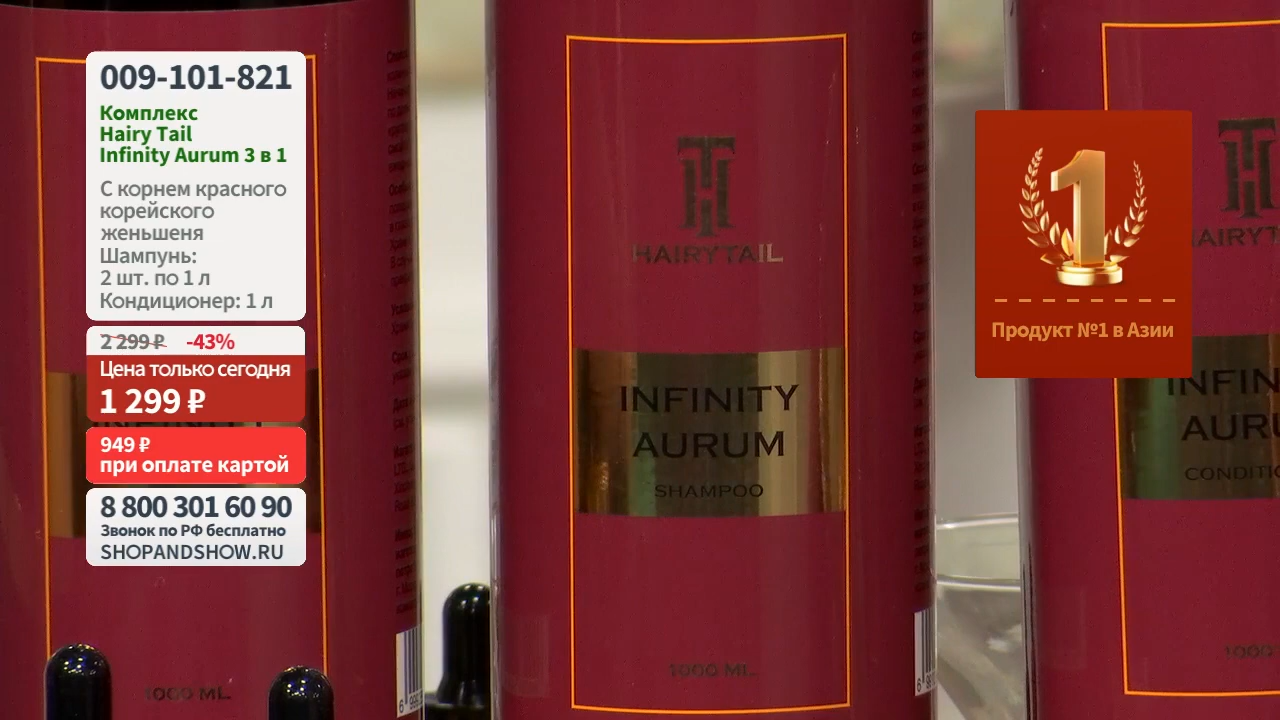 009-101-821
Комплекс
Hairy Tail
Infinity Aurum 3 в 1
С корнем красного
корейского
женьшеня
Шампунь:
2 шт. по 1 л
Кондиционер: 1 л
2 299 ₽ -43%
Цена только сегодня
1 299 ₽
949 ₽
при оплате картой
8 800 301 60 90
Звонок по РФ бесплатно
SHOPANDSHOW.RU
1000 ML.
HAIRYTAIL
INFINITY
AURUM
SHAMPOO
1000 ML.
1
Продукт №1 в Азии